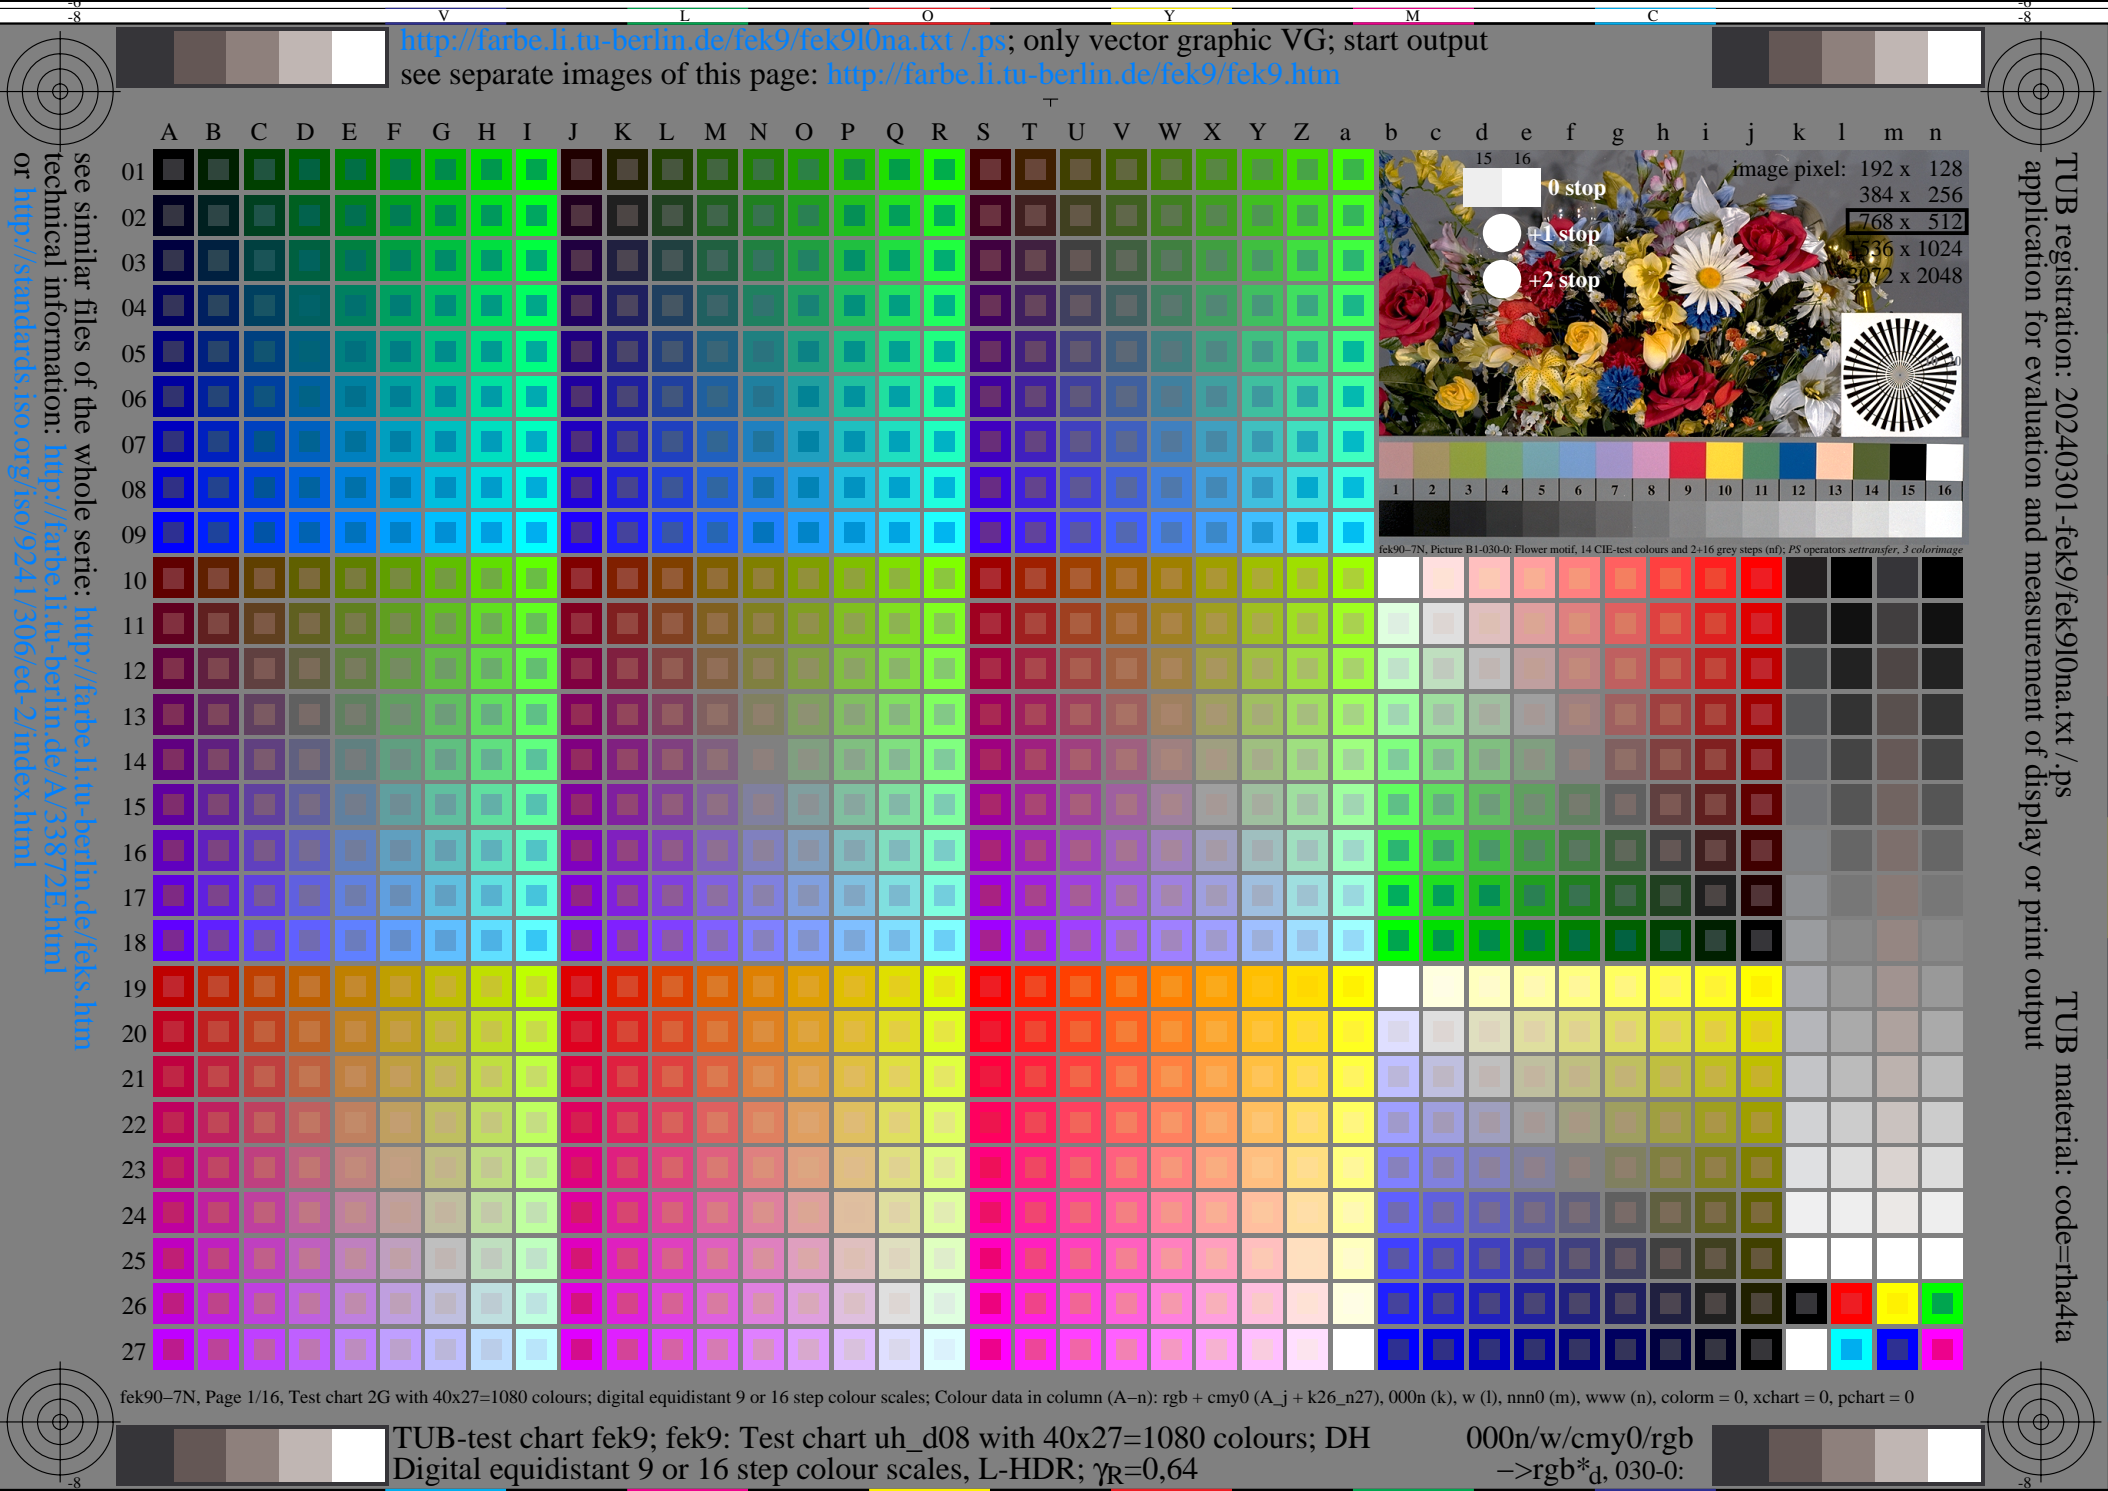 -8 V L O Y M C -8
http://farbe.li.tu-berlin.de/fek9/fek9l0na.txt /.ps; only vector graphic VG; start output
see separate images of this page: http://farbe.li.tu-berlin.de/fek9/fek9.htm
A B C D E F G H I J K L M N O P Q R S T U V W X Y Z a b c d e f g h i j k l m n
01
02
03
04
05
06
07
08
09
10
11
12
13
14
15
16
17
18
19
20
21
22
23
24
25
26
27
see similar files of the whole serie: http://farbe.li.tu-berlin.de/feks.htm
technical information: http://farbe.li.tu-berlin.de/A/33872E.html
or http://standards.iso.org/iso/9241/306/ed-2/index.html
15 16
0 stop
+1 stop
+2 stop
image pixel: 192 x 128
384 x 256
768 x 512
1536 x 1024
3072 x 2048
1 2 3 4 5 6 7 8 9 10 11 12 13 14 15 16
fek90–7N, Picture B1-030-0: Flower motif, 14 CIE-test colours and 2+16 grey steps (nf); PS operators settransfer, 3 colorimage
TUB registration: 20240301-fek9/fek9l0na.txt /.ps
application for evaluation and measurement of display or print output
TUB material: code=rha4ta
fek90–7N, Page 1/16, Test chart 2G with 40x27=1080 colours; digital equidistant 9 or 16 step colour scales; Colour data in column (A–n): rgb + cmy0 (A_j + k26_n27), 000n (k), w (l), nnn0 (m), www (n), colorm = 0, xchart = 0, pchart = 0
TUB-test chart fek9; fek9: Test chart uh_d08 with 40x27=1080 colours; DH
Digital equidistant 9 or 16 step colour scales, L-HDR; γR=0,64
000n/w/cmy0/rgb
–>rgb*d, 030-0:
-8 -8